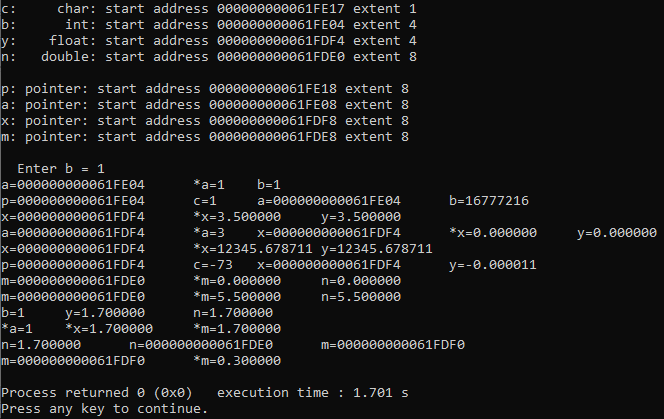 c:     char: start address 000000000061FE17 extent 1
b:      int: start address 000000000061FE04 extent 4
y:    float: start address 000000000061FDF4 extent 4
n:   double: start address 000000000061FDE0 extent 8

p: pointer: start address 000000000061FE18 extent 8
a: pointer: start address 000000000061FE08 extent 8
x: pointer: start address 000000000061FDF8 extent 8
m: pointer: start address 000000000061FDE8 extent 8

  Enter b = 1
a=000000000061FE04      *a=1    b=1
p=000000000061FE04      c=1     a=000000000061FE04      b=16777216
x=000000000061FDF4      *x=3.500000     y=3.500000
a=000000000061FDF4      *a=3    x=000000000061FDF4      *x=0.000000     y=0.000000
x=000000000061FDF4      *x=12345.678711 y=12345.678711
p=000000000061FDF4      c=-73   x=000000000061FDF4      y=-0.000011
m=000000000061FDE0      *m=0.000000     n=0.000000
m=000000000061FDE0      *m=5.500000     n=5.500000
b=1     y=1.700000      n=1.700000
*a=1    *x=1.700000     *m=1.700000
n=1.700000      n=000000000061FDE0      m=000000000061FDF0
m=000000000061FDF0      *m=0.300000

Process returned 0 (0x0)   execution time : 1.701 s
Press any key to continue.